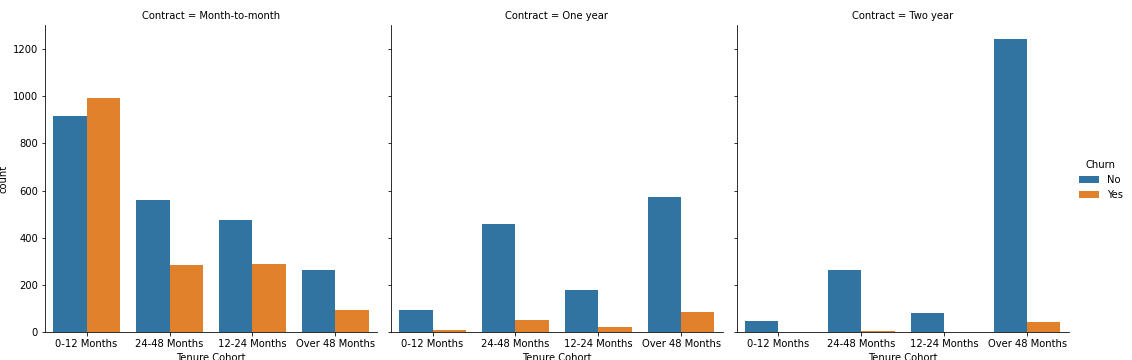 Contract = Month-to-month
Contract = One year
Contract = Two year
1200
1000
800
600
400
200
0
count
0-12 Months
24-48 Months
12-24 Months
Over 48 Months
0-12 Months
24-48 Months
12-24 Months
Over 48 Months
0-12 Months
24-48 Months
12-24 Months
Over 48 Months
Tenure Cohort
Tenure Cohort
Tenure Cohort
Churn
No
Yes